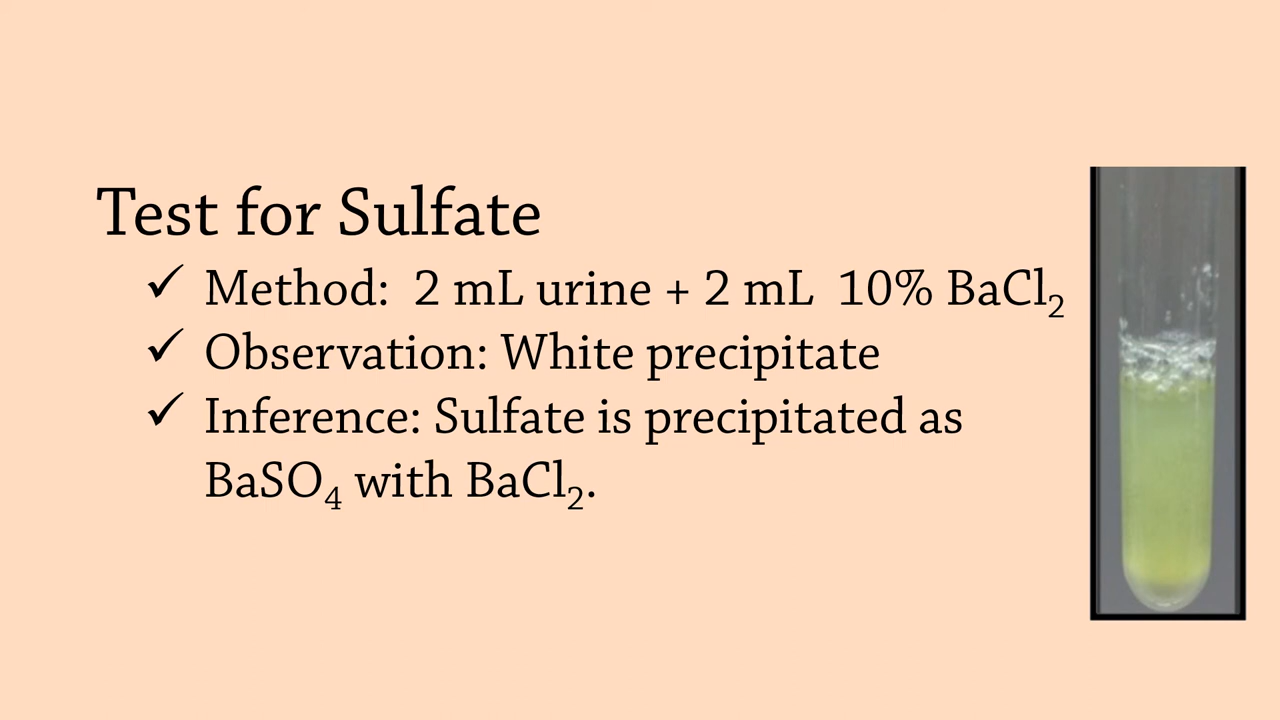 Test for Sulfate
✓ Method: 2 mL urine + 2 mL 10% BaCl₂
✓ Observation: White precipitate
✓ Inference: Sulfate is precipitated as
BaSO₄ with BaCl₂.